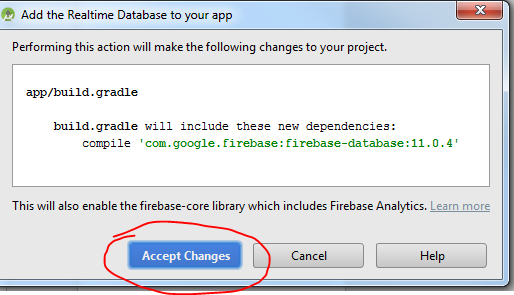 Add the Realtime Database to your app
Performing this action will make the following changes to your project.
app/build.gradle
build.gradle will include these new dependencies:
compile 'com.google.firebase:firebase-database:11.0.4'
This will also enable the firebase-core library which includes Firebase Analytics. Learn more
Accept Changes Cancel Help